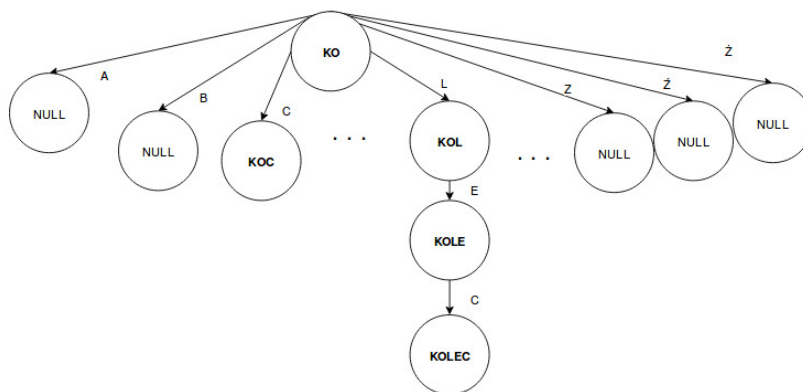 KO
A
B
C
L
Z
Ź
Ż
NULL
NULL
KOC
. . .
KOL
. . .
NULL
NULL
NULL
E
KOLE
C
KOLEC